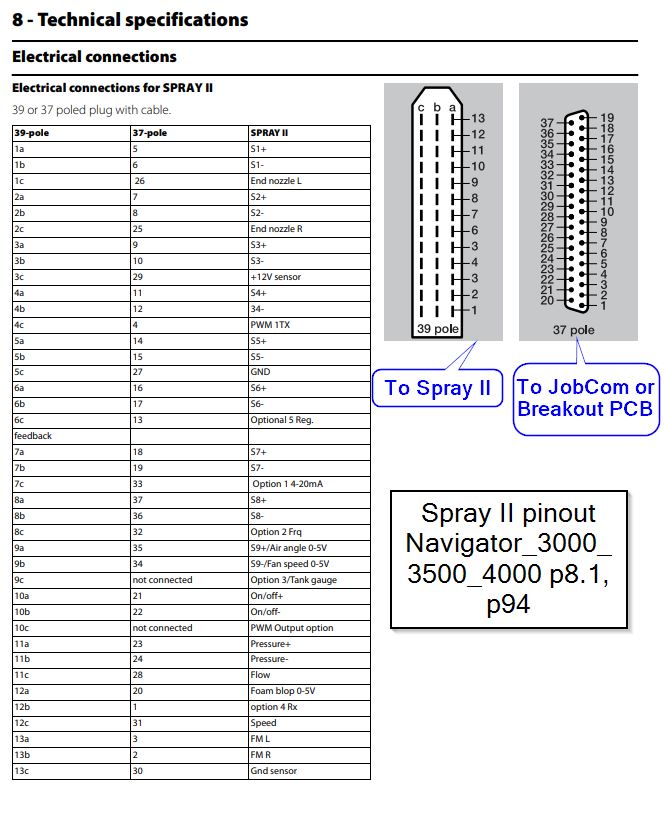 8 - Technical specifications
Electrical connections
Electrical connections for SPRAY II
39 or 37 poled plug with cable.
39-pole 37-pole SPRAY II
1a 5 S1+
1b 6 S1-
1c 26 End nozzle L
2a 7 S2+
2b 8 S2-
2c 25 End nozzle R
3a 9 S3+
3b 10 S3-
3c 29 +12V sensor
4a 11 S4+
4b 12 34-
4c 4 PWM 1TX
5a 14 S5+
5b 15 S5-
5c 27 GND
6a 16 S6+
6b 17 S6-
6c 13 Optional 5 Reg.
feedback
7a 18 S7+
7b 19 S7-
7c 33 Option 1 4-20mA
8a 37 S8+
8b 36 S8-
8c 32 Option 2 Frq
9a 35 S9+/Air angle 0-5V
9b 34 S9-/Fan speed 0-5V
9c not connected Option 3/Tank gauge
10a 21 On/off+
10b 22 On/off-
10c not connected PWM Output option
11a 23 Pressure+
11b 24 Pressure-
11c 28 Flow
12a 20 Foam blop 0-5V
12b 1 option 4 Rx
12c 31 Speed
13a 3 FM L
13b 2 FM R
13c 30 Gnd sensor
c b a
13
12
11
10
9
8
7
6
3
4
3
2
1
39 pole
37
36
35
34
33
32
31
30
29
28
27
26
25
24
23
22
21
20
19
18
17
16
15
14
13
12
11
10
9
8
7
6
5
4
3
2
1
37 pole
To Spray II
To JobCom or
Breakout PCB
Spray II pinout
Navigator_3000_
3500_4000 p8.1,
p94